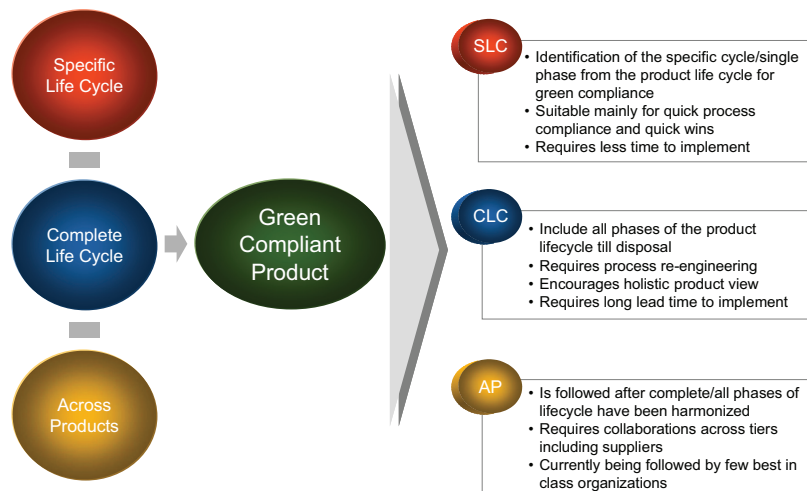 Specific
Life Cycle
Complete
Life Cycle
Across
Products
Green
Compliant
Product
SLC
• Identification of the specific cycle/single
phase from the product life cycle for
green compliance
• Suitable mainly for quick process
compliance and quick wins
• Requires less time to implement
CLC
• Include all phases of the product
lifecycle till disposal
• Requires process re-engineering
• Encourages holistic product view
• Requires long lead time to implement
AP
• Is followed after complete/all phases of
lifecycle have been harmonized
• Requires collaborations across tiers
including suppliers
• Currently being followed by few best in
class organizations